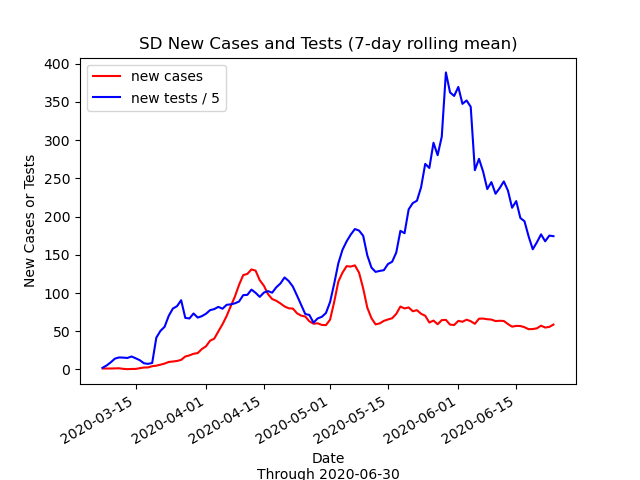 SD New Cases and Tests (7-day rolling mean)
new cases
new tests / 5
New Cases or Tests
400
350
300
250
200
150
100
50
0
2020-03-15
2020-04-01
2020-04-15
2020-05-01
2020-05-15
2020-06-01
2020-06-15
Date
Through 2020-06-30